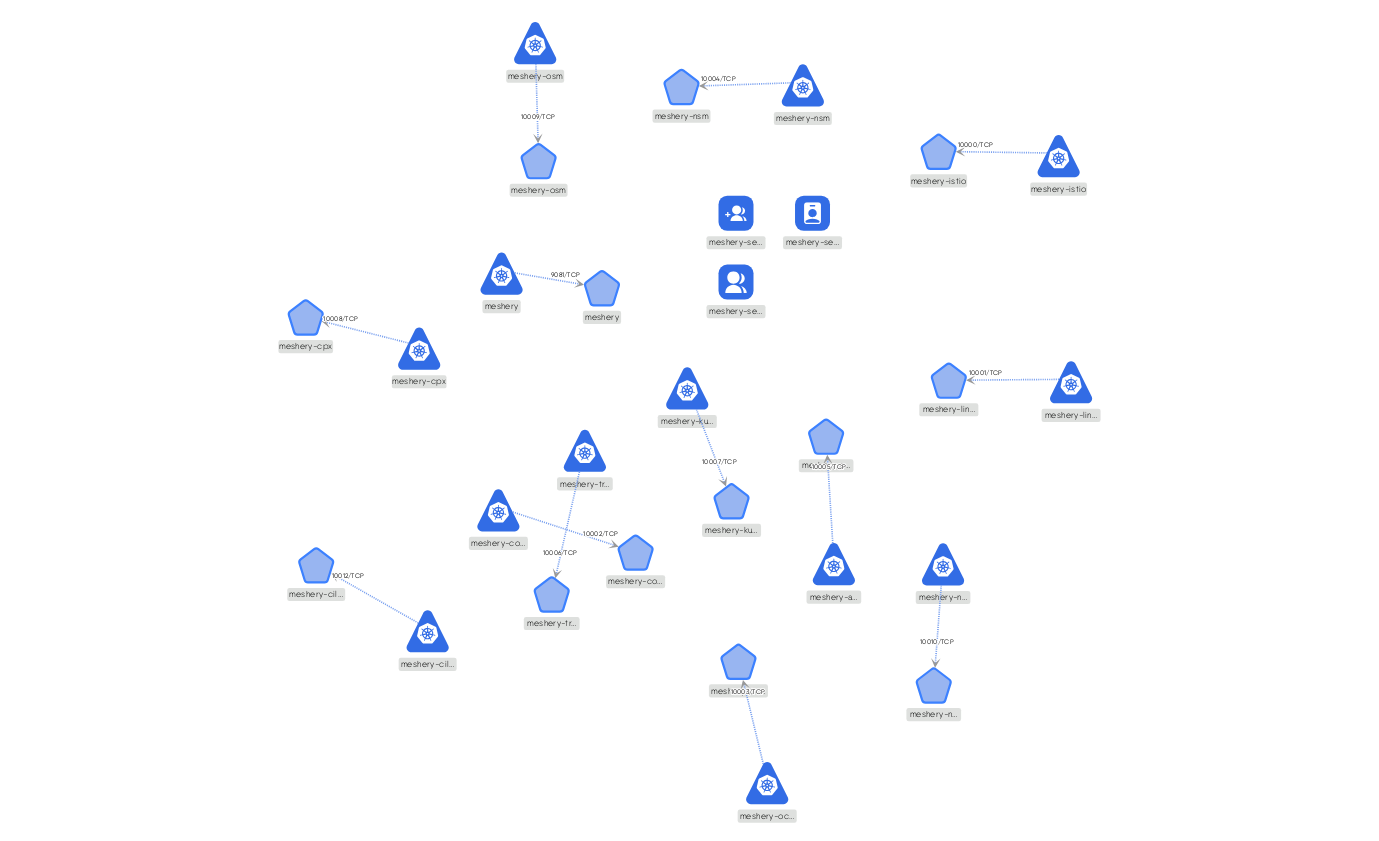 meshery-osm
10009/TCP
meshery-osm
10004/TCP
meshery-nsm
meshery-nsm
10000/TCP
meshery-istio
meshery-istio
meshery-se...
meshery-se...
meshery-se...
9081/TCP
meshery
meshery
10008/TCP
meshery-cpx
meshery-cpx
10001/TCP
meshery-lin...
meshery-lin...
meshery-ku...
10007/TCP
meshery-ku...
10005/TCP
meshery-a...
meshery-tr...
10006/TCP
meshery-tr...
meshery-co...
10002/TCP
meshery-co...
10012/TCP
meshery-cil...
meshery-cil...
meshery-n...
10010/TCP
meshery-n...
10003/TCP
meshery-oc...